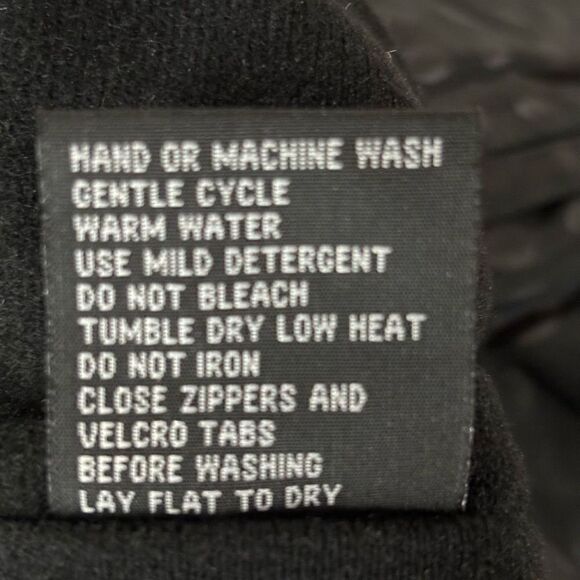 HAND OR MACHINE WASH
GENTLE CYCLE
WARM WATER
USE MILD DETERGENT
DO NOT BLEACH
TUMBLE DRY LOW HEAT
DO NOT IRON
CLOSE ZIPPERS AND
VELCRO TABS
BEFORE WASHING
LAY FLAT TO DRY